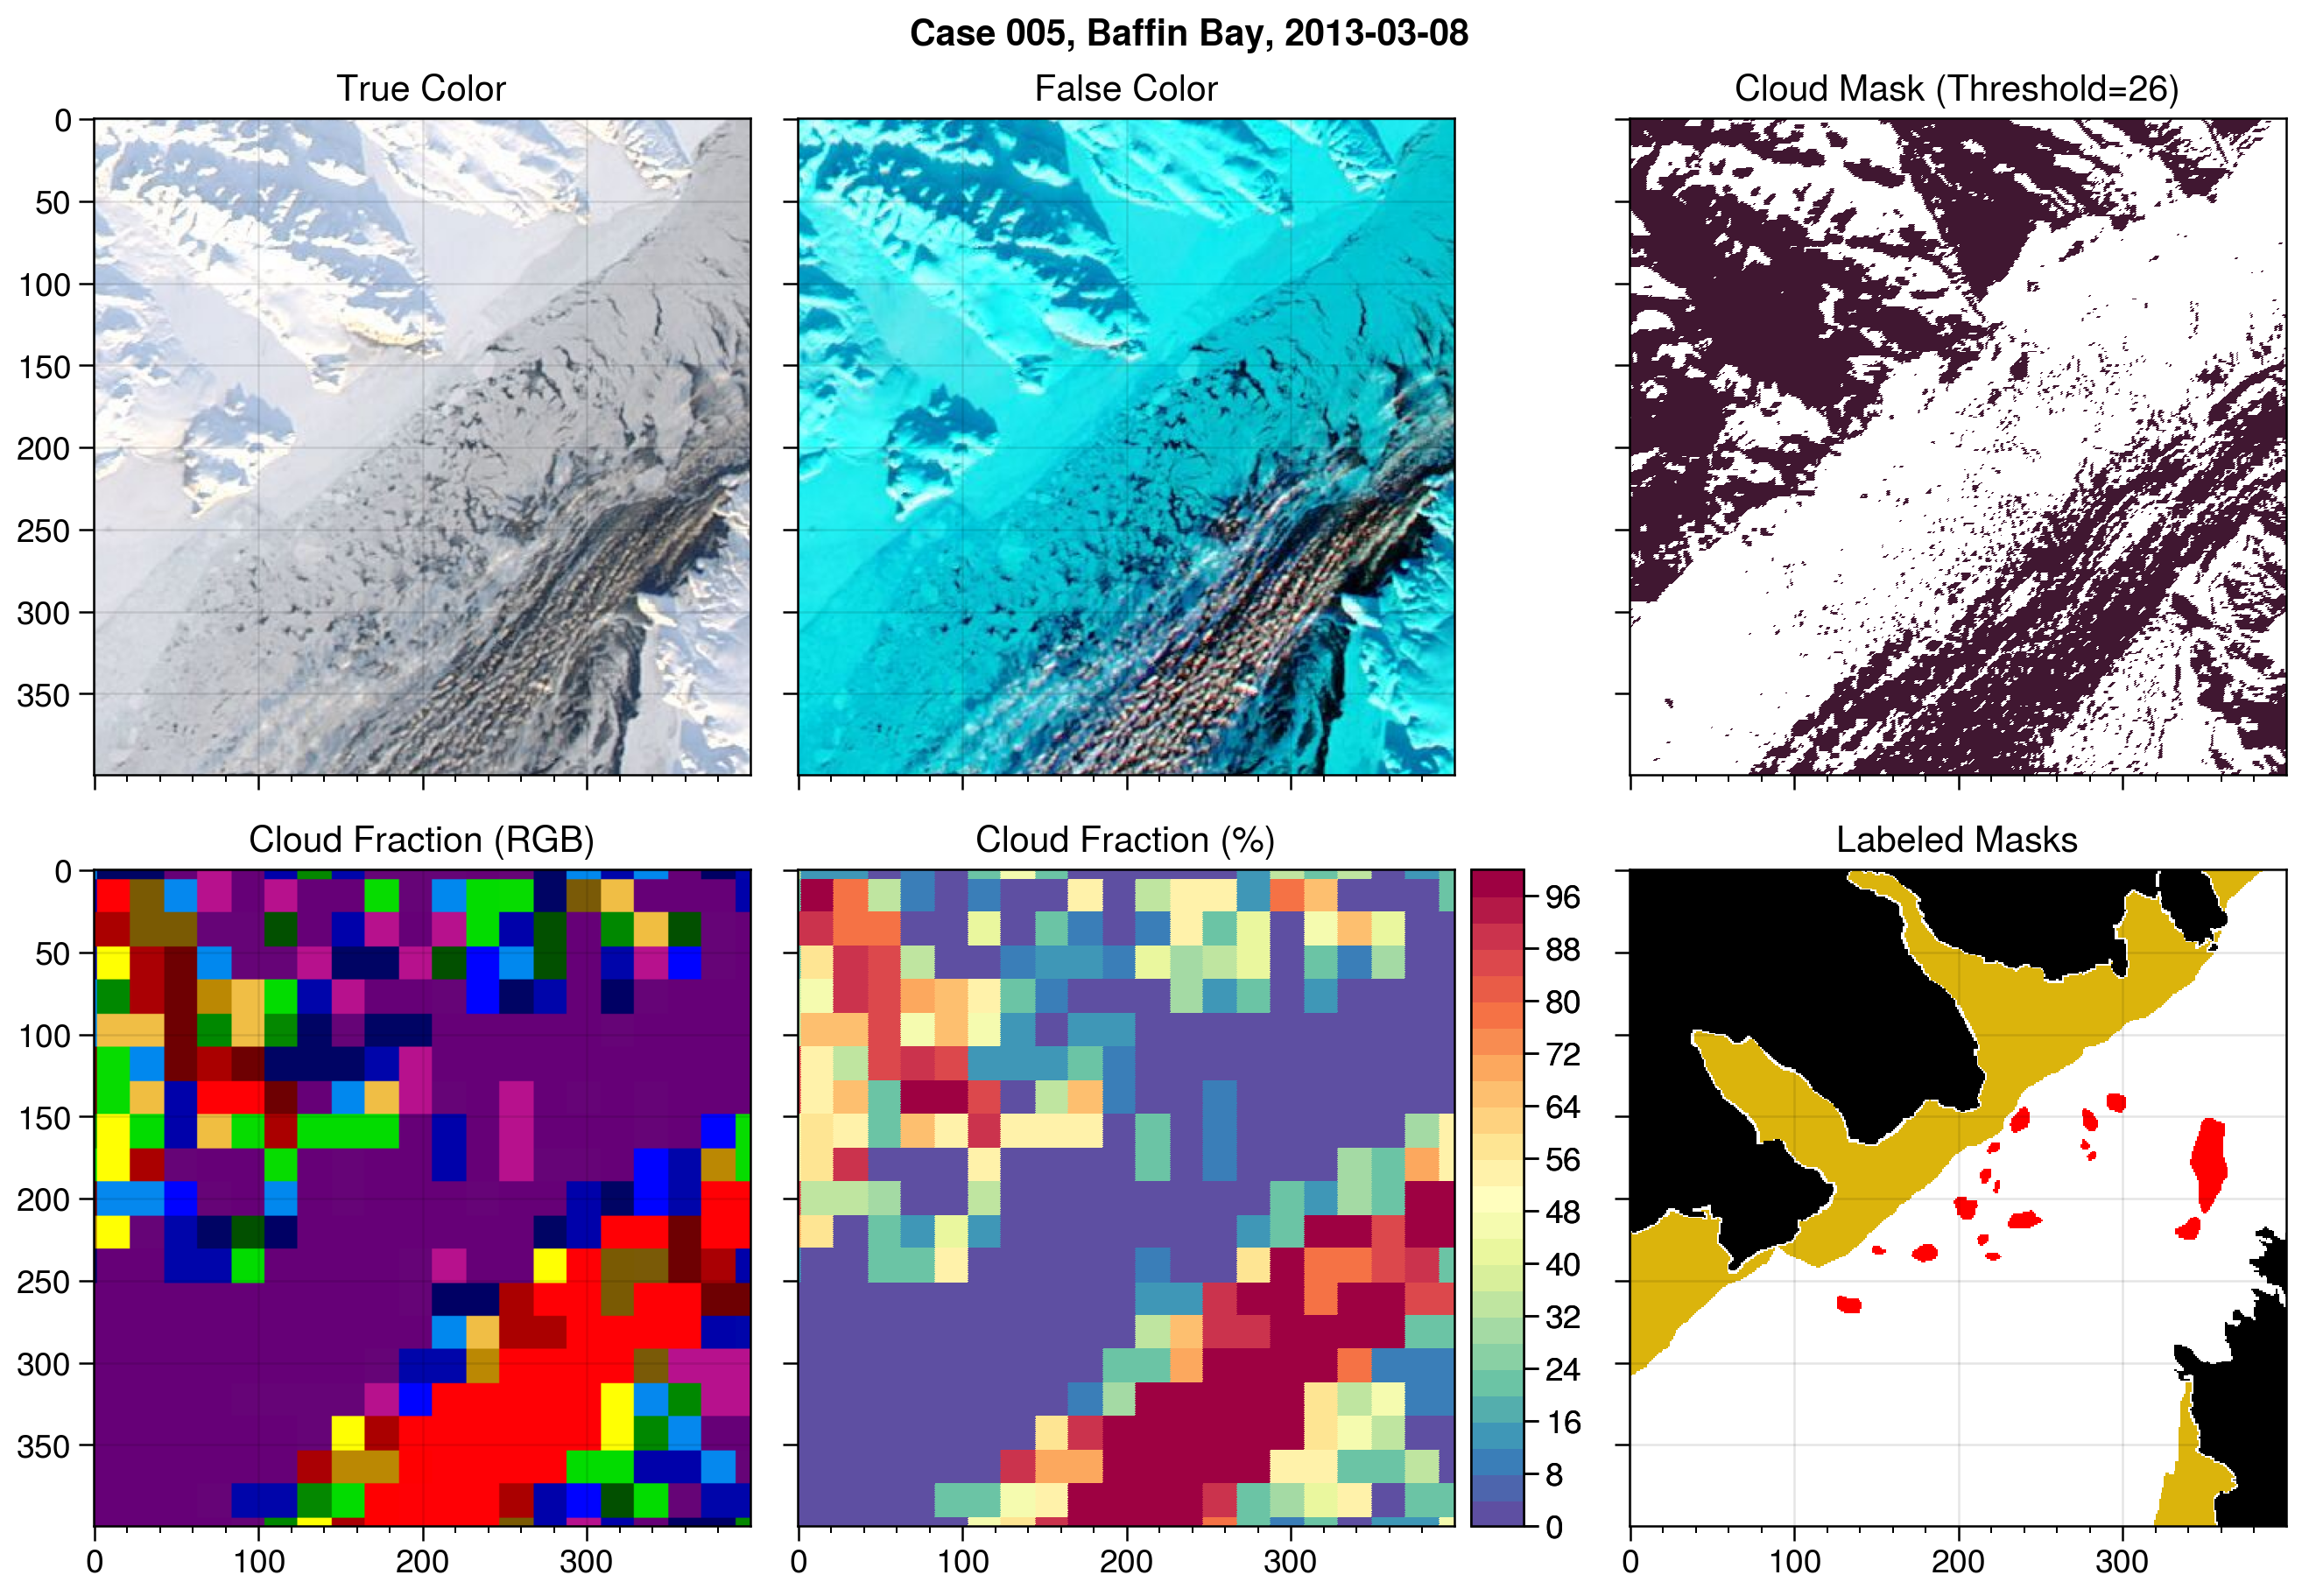 Case 005, Baffin Bay, 2013-03-08
True Color
False Color
Cloud Mask (Threshold=26)
0
50
100
150
200
250
300
350
Cloud Fraction (RGB)
Cloud Fraction (%)
Labeled Masks
0
50
100
150
200
250
300
350
96
88
80
72
64
56
48
40
32
24
16
8
0
0 100 200 300
0 100 200 300
0 100 200 300